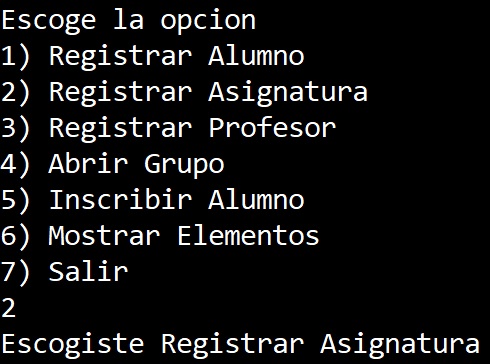 Escoge la opcion
1) Registrar Alumno
2) Registrar Asignatura
3) Registrar Profesor
4) Abrir Grupo
5) Inscribir Alumno
6) Mostrar Elementos
7) Salir
2
Escogiste Registrar Asignatura